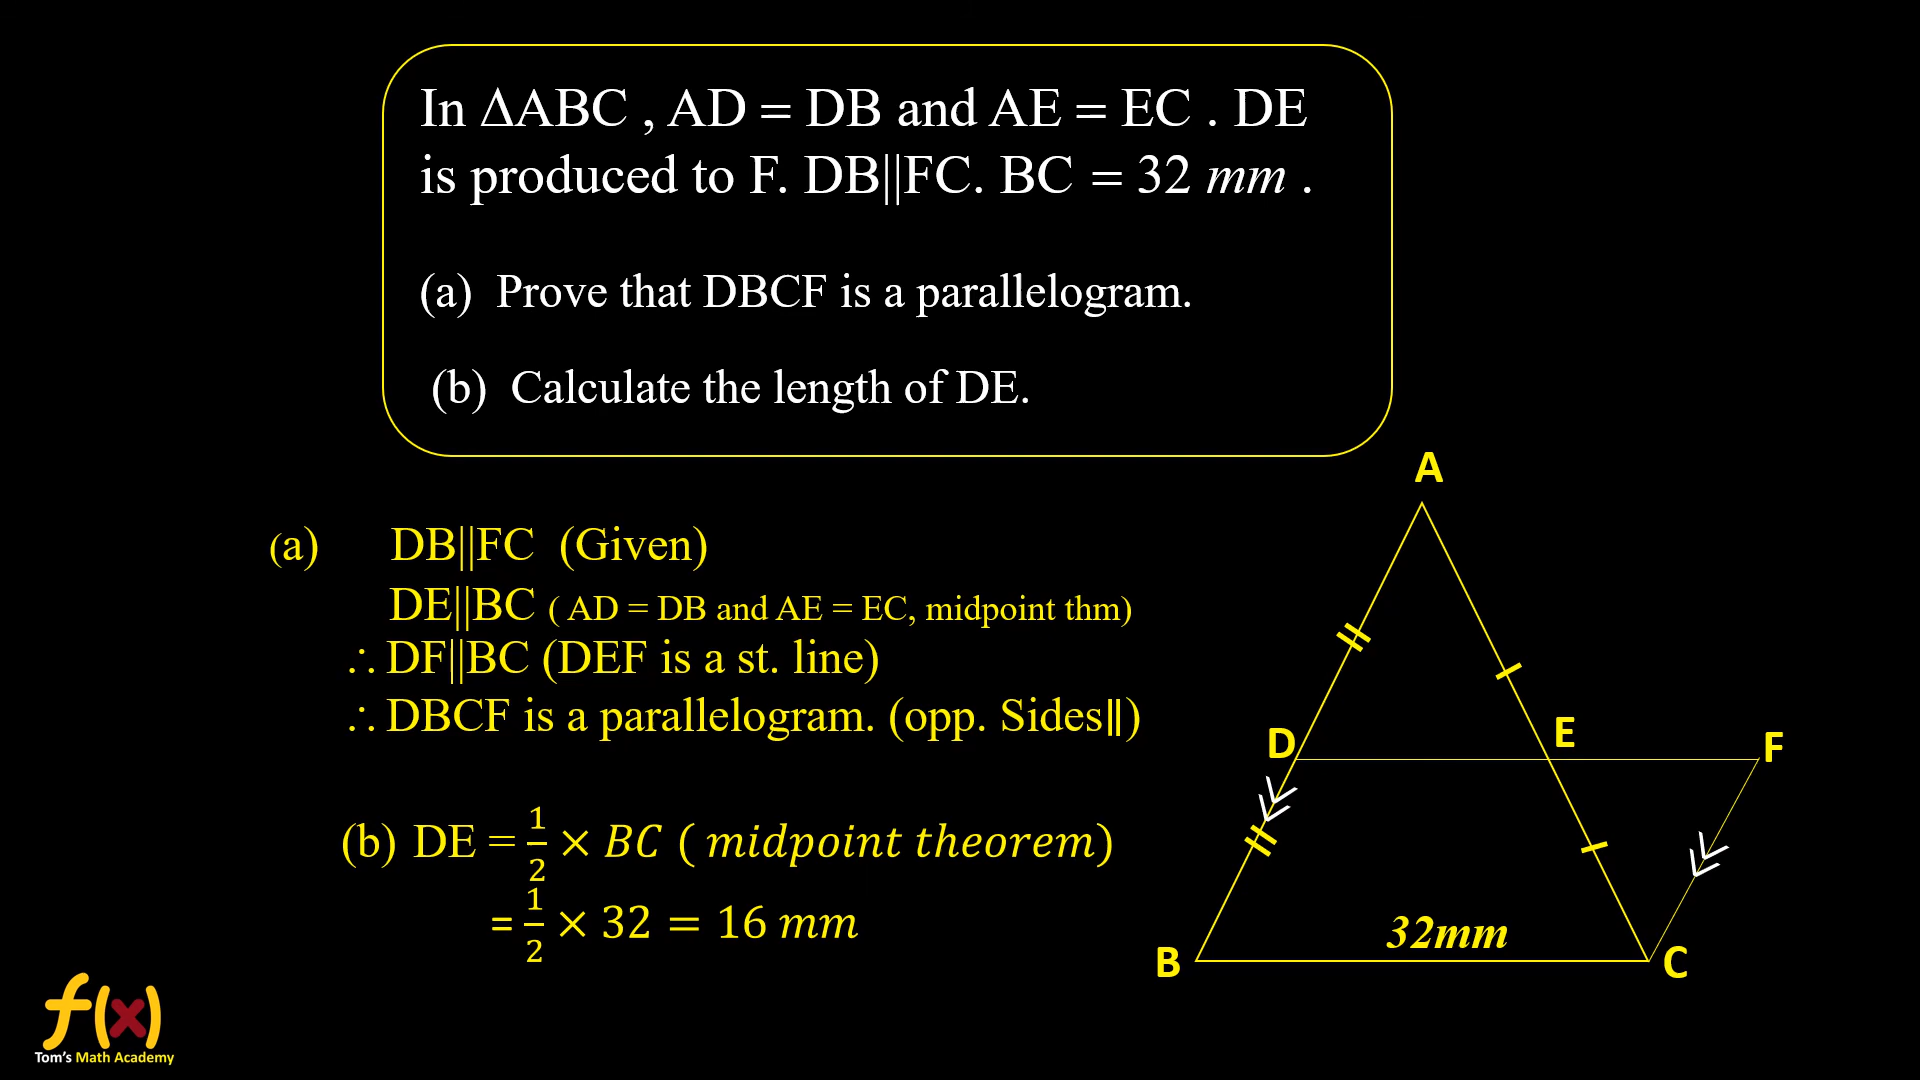 In ΔABC , AD = DB and AE = EC . DE
is produced to F. DB||FC. BC = 32 mm .
(a) Prove that DBCF is a parallelogram.
(b) Calculate the length of DE.
(a) DB||FC (Given)
DE||BC ( AD = DB and AE = EC, midpoint thm)
∴ DF||BC (DEF is a st. line)
∴ DBCF is a parallelogram. (opp. Sides||)
(b) DE = 1/2 × BC ( midpoint theorem)
= 1/2 × 32 = 16 mm
A
D
E
F
32mm
B
C
f(x)
Tom's Math Academy